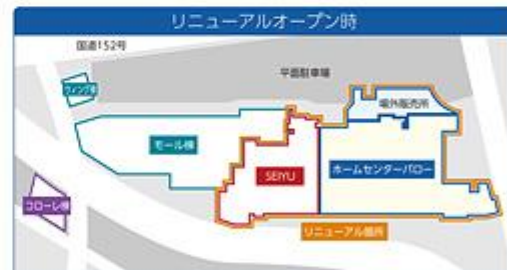 リニューアルオープン時
国道152号
平面駐車場
ウィング棟
場外販売所
モール棟
SEIYU
ホームセンターバロー
コローレ棟
リニューアル箇所